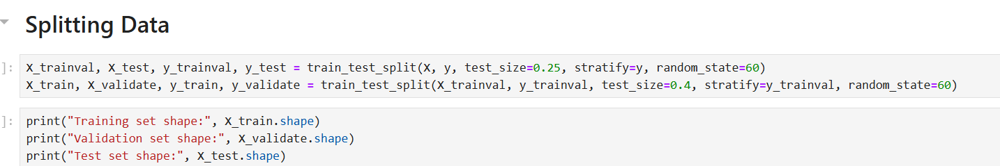 Splitting Data
]: X_trainval, X_test, y_trainval, y_test = train_test_split(X, y, test_size=0.25, stratify=y, random_state=60)
X_train, X_validate, y_train, y_validate = train_test_split(X_trainval, y_trainval, test_size=0.4, stratify=y_trainval, random_state=60)
]: print("Training set shape:", X_train.shape)
print("Validation set shape:", X_validate.shape)
print("Test set shape:", X_test.shape)